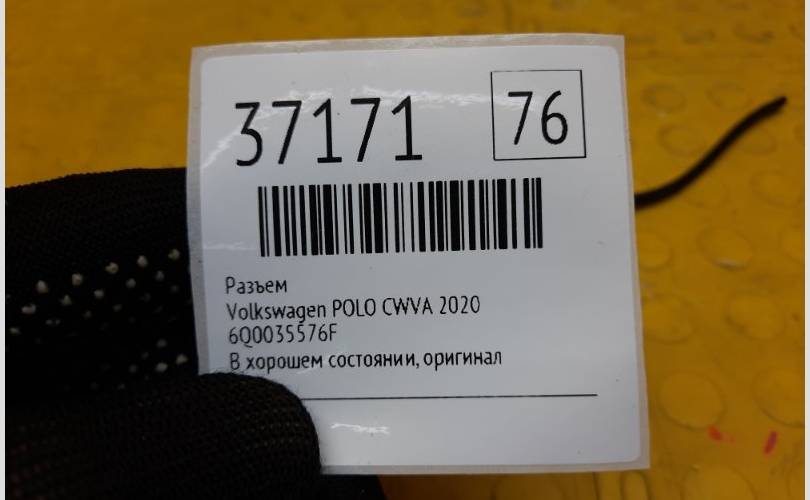 37171 76
Разъем
Volkswagen POLO CWVA 2020
6Q0035576F
В хорошем состоянии, оригинал